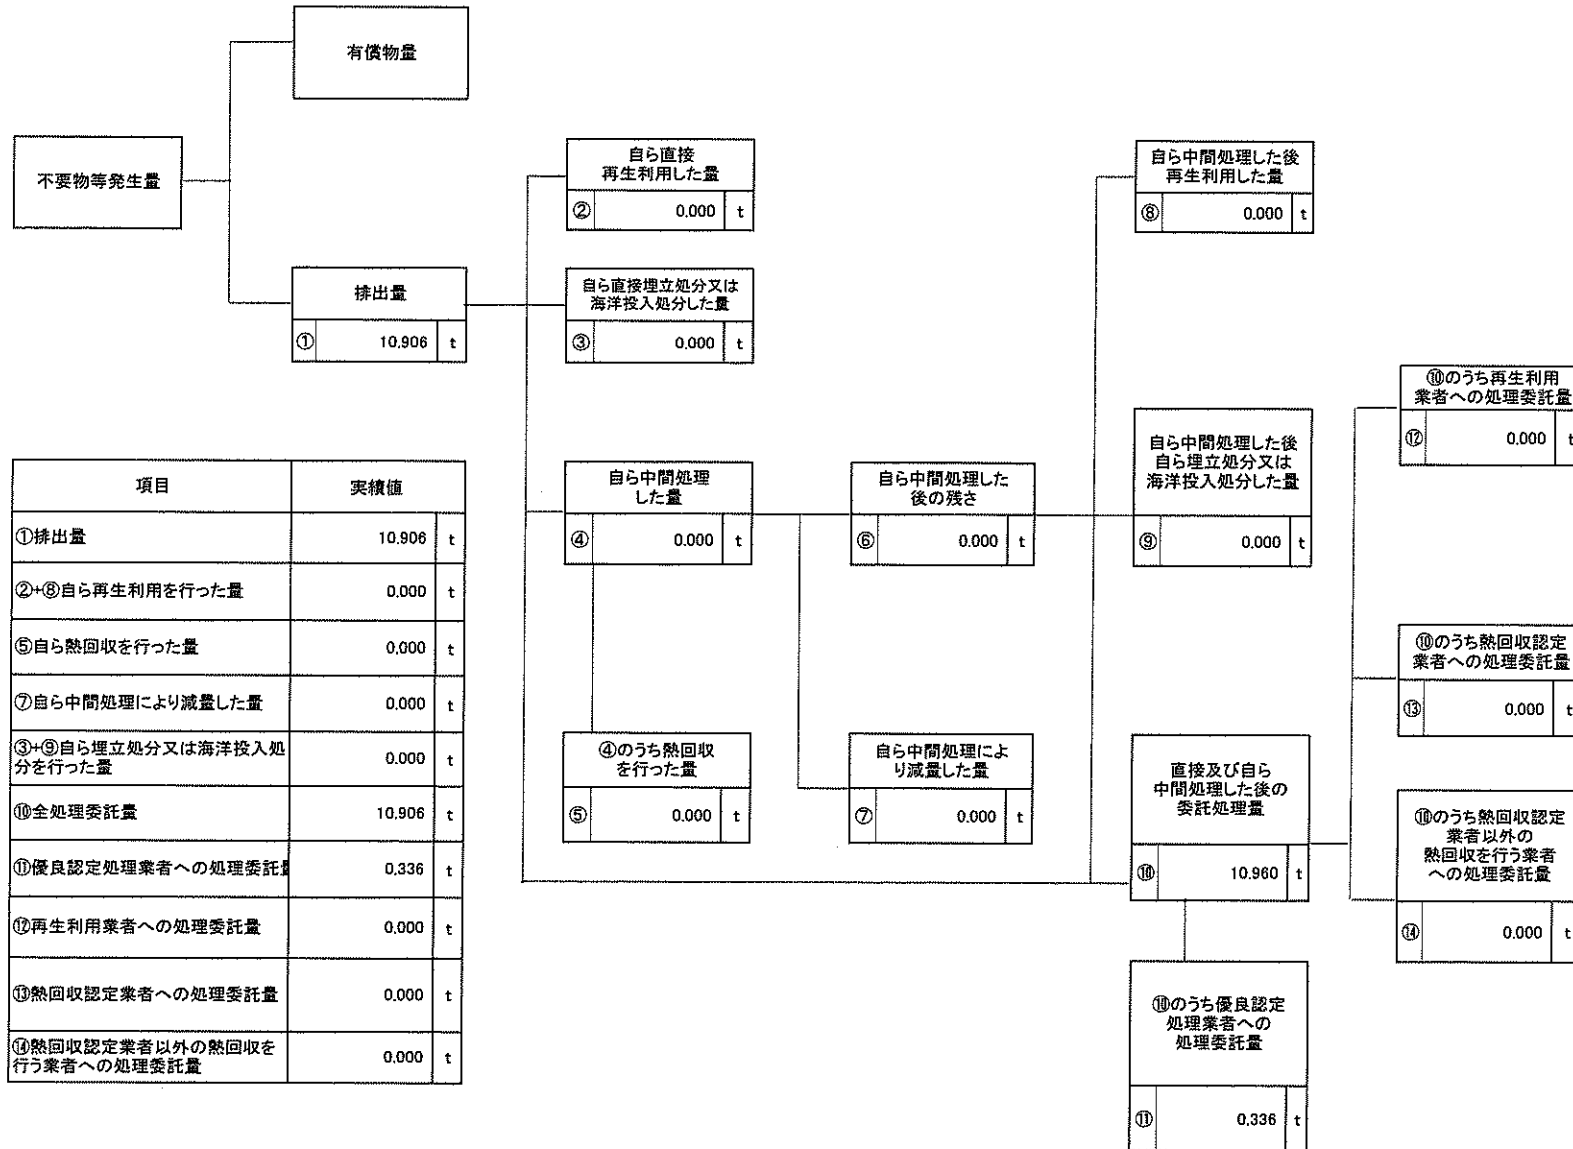 有償物量
不要物等発生量
排出量
① 10.906 t
自ら直接
再生利用した量
② 0.000 t
自ら直接埋立処分又は
海洋投入処分した量
③ 0.000 t
自ら中間処理
した量
④ 0.000 t
④のうち熱回収
を行った量
⑤ 0.000 t
自ら中間処理した
後の残さ
⑥ 0.000 t
自ら中間処理によ
り減量した量
⑦ 0.000 t
自ら中間処理した後
再生利用した量
⑧ 0.000 t
自ら中間処理した後
自ら埋立処分又は
海洋投入処分した量
⑨ 0.000 t
直接及び自ら
中間処理した後の
委託処理量
⑩ 10.960 t
⑩のうち優良認定
処理業者への
処理委託量
⑪ 0.336 t
⑩のうち再生利用
業者への処理委託量
⑫ 0.000 t
⑩のうち熱回収認定
業者への処理委託量
⑬ 0.000 t
⑩のうち熱回収認定
業者以外の
熱回収を行う業者
への処理委託量
⑭ 0.000 t
項目 実績値
①排出量 10.906 t
②+⑧自ら再生利用を行った量 0.000 t
⑤自ら熱回収を行った量 0.000 t
⑦自ら中間処理により減量した量 0.000 t
③+⑨自ら埋立処分又は海洋投入処
分を行った量 0.000 t
⑩全処理委託量 10.906 t
⑪優良認定処理業者への処理委託量 0.336 t
⑫再生利用業者への処理委託量 0.000 t
⑬熱回収認定業者への処理委託量 0.000 t
⑭熱回収認定業者以外の熱回収を
行う業者への処理委託量 0.000 t